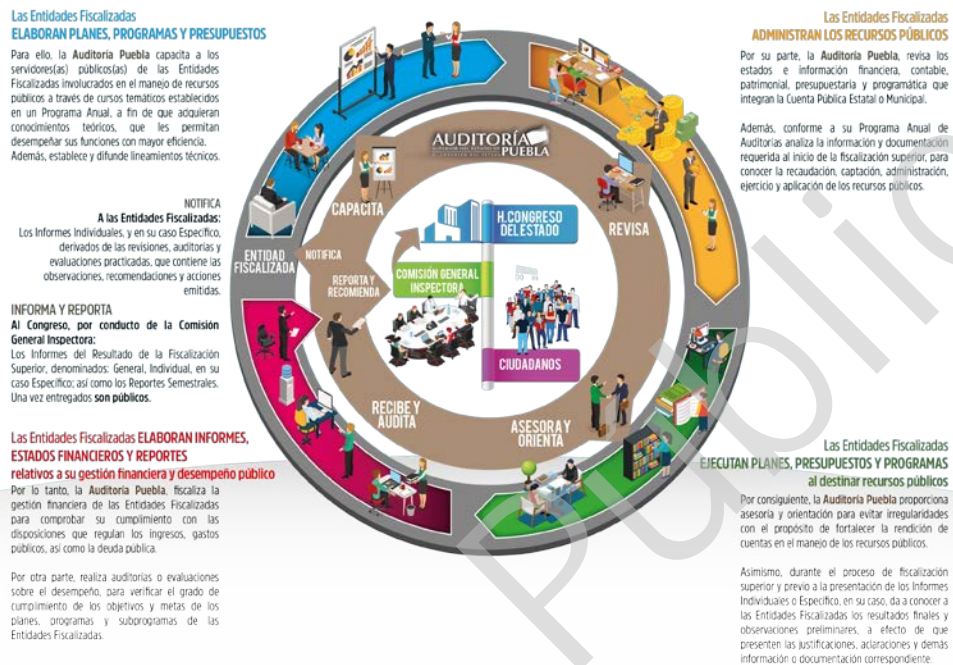 Las Entidades Fiscalizadas
ELABORAN PLANES, PROGRAMAS Y PRESUPUESTOS
Para ello, la Auditoría Puebla capacita a los
servidores(as) públicos(as) de las Entidades
Fiscalizadas involucrados en el manejo de recursos
públicos a través de cursos temáticos establecidos
en un Programa Anual, a fin de que adquieran
conocimientos teóricos, que les permitan
desempeñar sus funciones con mayor eficiencia.
Además, establece y difunde lineamientos técnicos.
NOTIFICA
A las Entidades Fiscalizadas:
Los Informes Individuales, y en su caso Específico,
derivados de las revisiones, auditorías y
evaluaciones practicadas, que contiene las
observaciones, recomendaciones y acciones
emitidas.
INFORMA Y REPORTA
Al Congreso, por conducto de la Comisión
General Inspectora:
Los Informes del Resultado de la Fiscalización
Superior, denominados: General, Individual, en su
caso Específico; así como los Reportes Semestrales.
Una vez entregados son públicos.
Las Entidades Fiscalizadas ELABORAN INFORMES,
ESTADOS FINANCIEROS Y REPORTES
relativos a su gestión financiera y desempeño público
Por lo tanto, la Auditoría Puebla, fiscaliza la
gestión financiera de las Entidades Fiscalizadas
para comprobar su cumplimiento con las
disposiciones que regulan los ingresos, gastos
públicos, así como la deuda pública.
Por otra parte, realiza auditorías o evaluaciones
sobre el desempeño, para verificar el grado de
cumplimiento de los objetivos y metas de los
planes, programas y subprogramas de las
Entidades Fiscalizadas.
AUDITORÍA
PUEBLA
CAPACITA
REVISA
H. CONGRESO
DEL ESTADO
ENTIDAD
FISCALIZADA
NOTIFICA
REPORTA Y
RECOMIENDA
COMISIÓN GENERAL
INSPECTORA
CIUDADANOS
RECIBE Y
AUDITA
ASESORA Y
ORIENTA
Las Entidades Fiscalizadas
ADMINISTRAN LOS RECURSOS PÚBLICOS
Por su parte, la Auditoría Puebla, revisa los
estados e información financiera, contable,
patrimonial, presupuestaria y programática que
integran la Cuenta Pública Estatal o Municipal.
Además, conforme a su Programa Anual de
Auditorías analiza la información y documentación
requerida al inicio de la fiscalización superior, para
conocer la recaudación, captación, administración,
ejercicio y aplicación de los recursos públicos.
Las Entidades Fiscalizadas
EJECUTAN PLANES, PRESUPUESTOS Y PROGRAMAS
al destinar recursos públicos
Por consiguiente, la Auditoría Puebla proporciona
asesoría y orientación para evitar irregularidades
con el propósito de fortalecer la rendición de
cuentas en el manejo de los recursos públicos.
Asimismo, durante el proceso de fiscalización
superior y previo a la presentación de los Informes
Individuales o Específico, en su caso, da a conocer a
las Entidades Fiscalizadas los resultados finales y
observaciones preliminares, a efecto de que
presenten las justificaciones, aclaraciones y demás
información o documentación correspondiente.